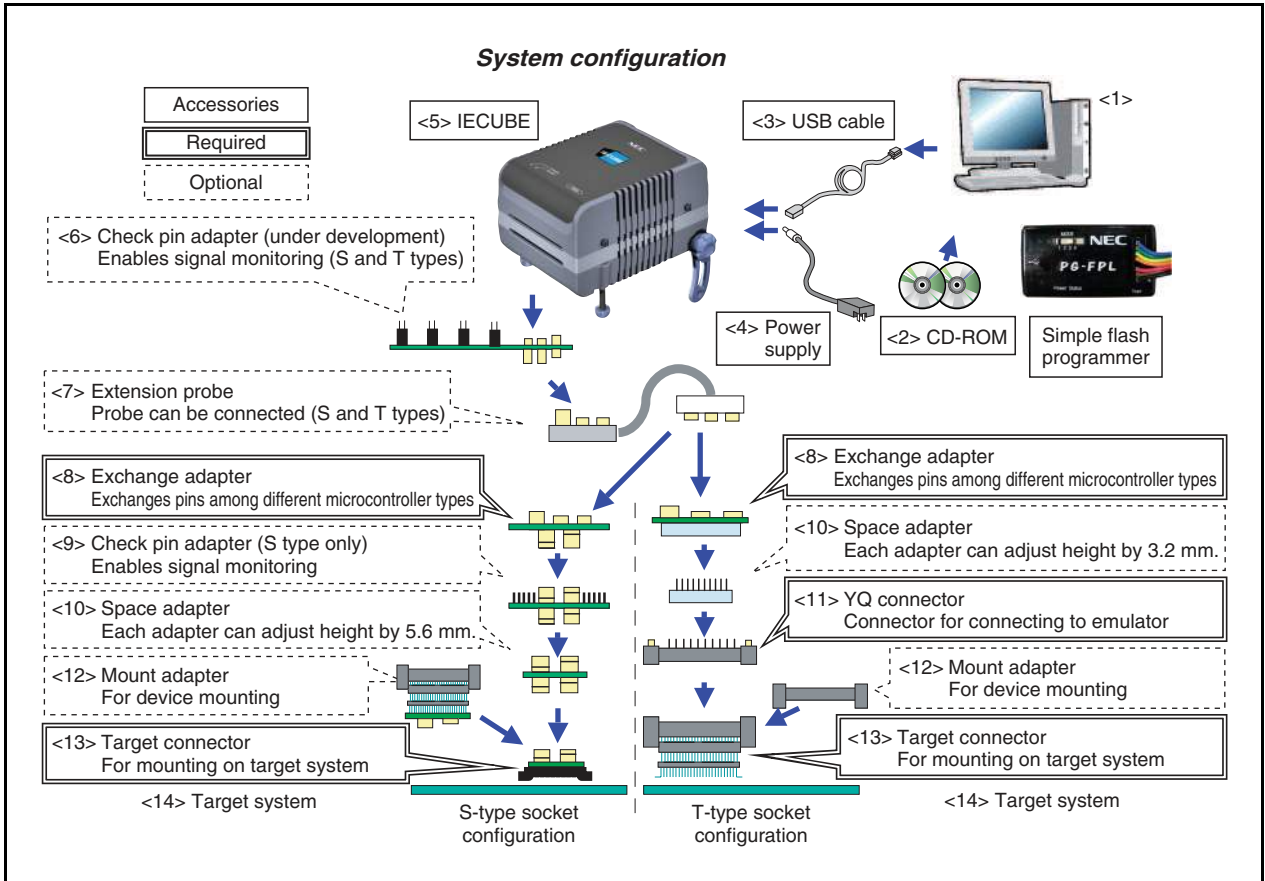 System configuration
Accessories
Required
Optional
<5> IECUBE
<3> USB cable
<1>
NEC
<6> Check pin adapter (under development)
Enables signal monitoring (S and T types)
NEC
PG-FPL
Power Status
<4> Power
supply
<2> CD-ROM
Simple flash
programmer
<7> Extension probe
Probe can be connected (S and T types)
<8> Exchange adapter
Exchanges pins among different microcontroller types
<8> Exchange adapter
Exchanges pins among different microcontroller types
<9> Check pin adapter (S type only)
Enables signal monitoring
<10> Space adapter
Each adapter can adjust height by 3.2 mm.
<10> Space adapter
Each adapter can adjust height by 5.6 mm.
<11> YQ connector
Connector for connecting to emulator
<12> Mount adapter
For device mounting
<12> Mount adapter
For device mounting
<13> Target connector
For mounting on target system
<13> Target connector
For mounting on target system
<14> Target system
S-type socket
configuration
T-type socket
configuration
<14> Target system